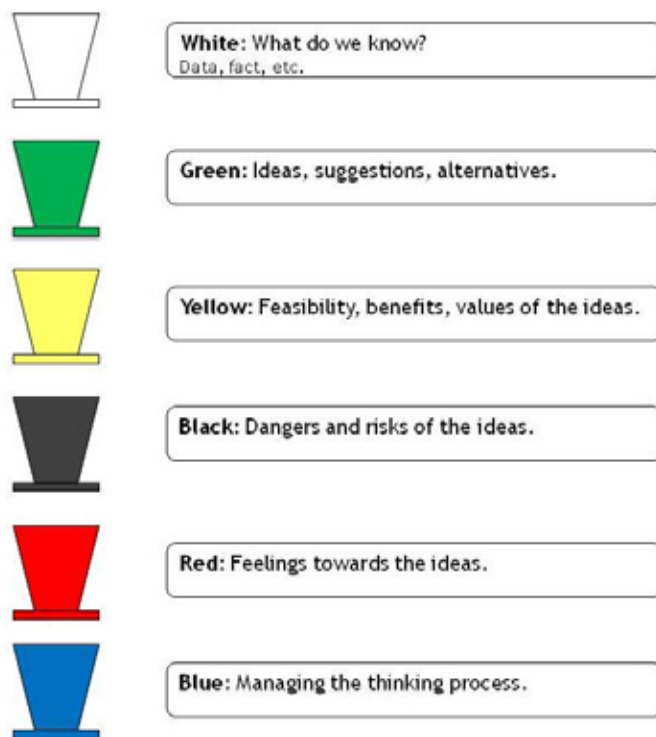 White: What do we know?
Data, fact, etc.
Green: Ideas, suggestions, alternatives.
Yellow: Feasibility, benefits, values of the ideas.
Black: Dangers and risks of the ideas.
Red: Feelings towards the ideas.
Blue: Managing the thinking process.